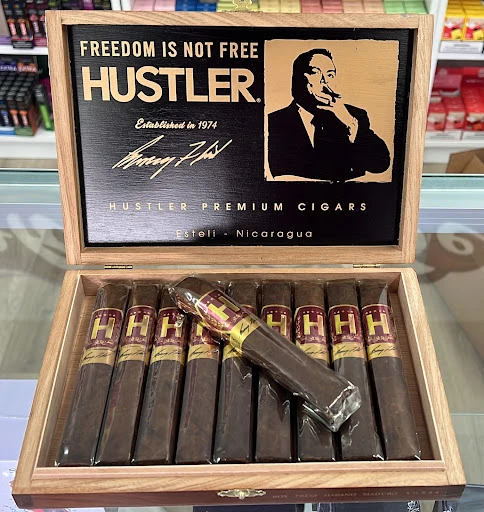 FREEDOM IS NOT FREE
HUSTLER®
Established in 1974
HUSTLER PREMIUM CIGARS
Esteli - Nicaragua
H
H
H
H
H
H
H
H
H